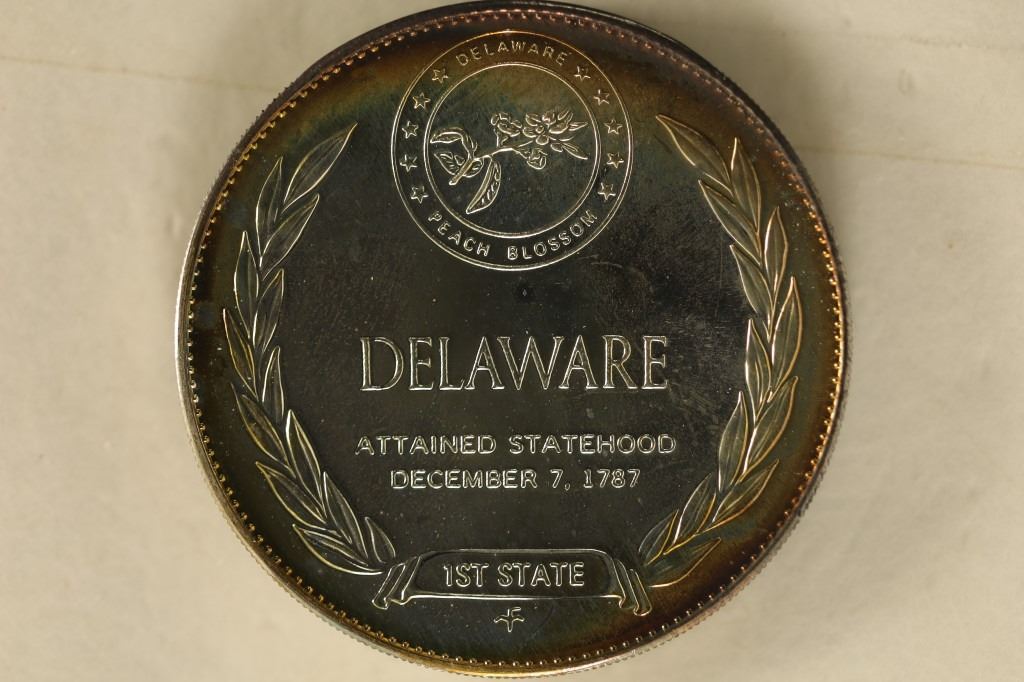 DELAWARE
PEACH BLOSSOM
DELAWARE
ATTAINED STATEHOOD
DECEMBER 7, 1787
1ST STATE